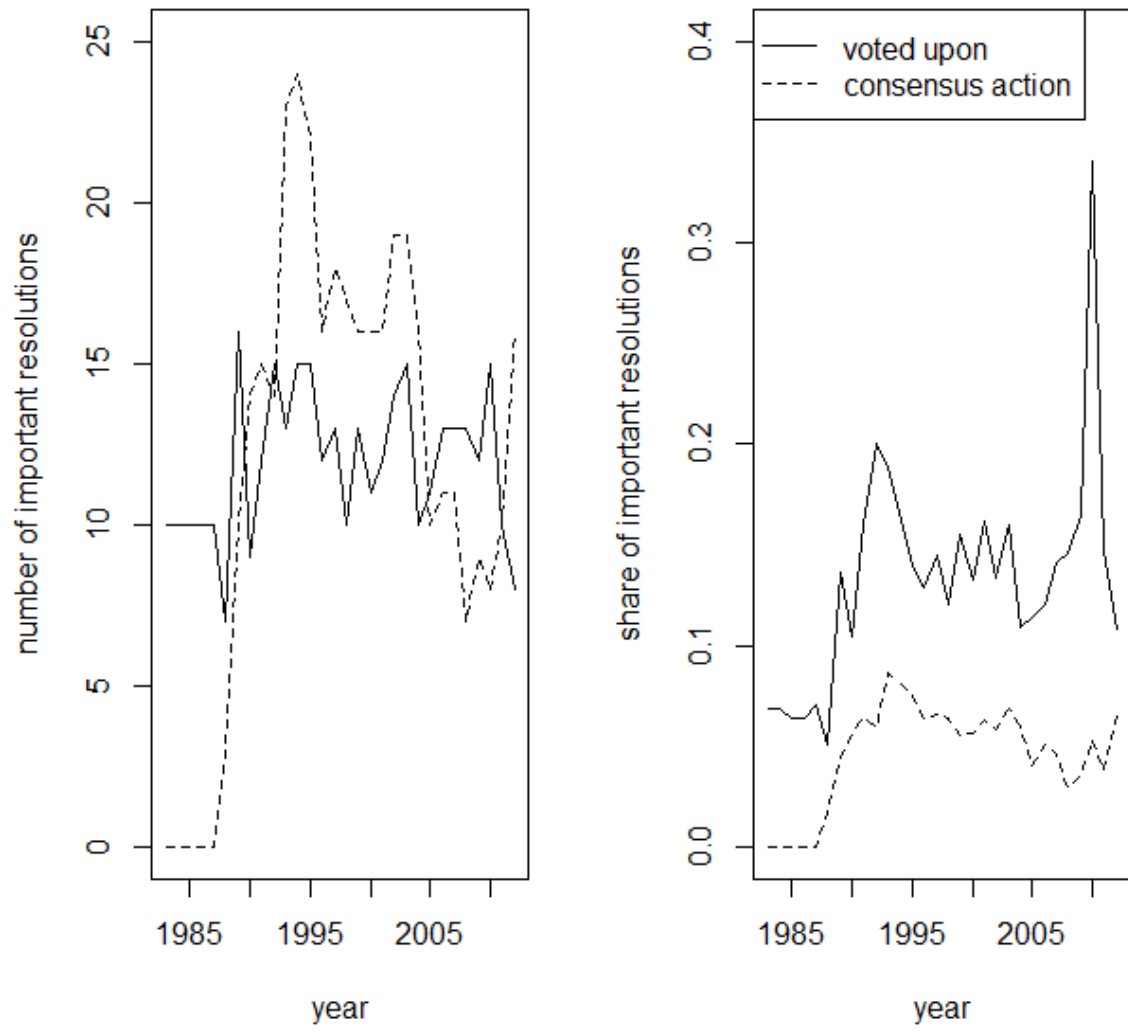 number of important resolutions
25
20
15
10
5
0
1985 1995 2005
year
share of important resolutions
0.4
0.3
0.2
0.1
0.0
voted upon
consensus action
1985 1995 2005
year